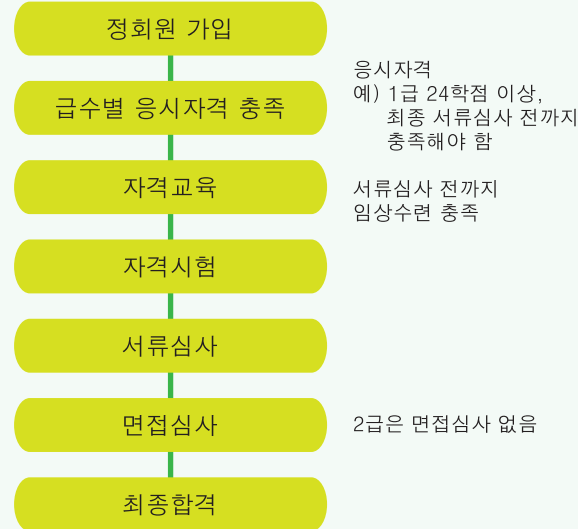 정회원 가입
급수별 응시자격 충족
응시자격
예) 1급 24학점 이상,
최종 서류심사 전까지
충족해야 함
자격교육
서류심사 전까지
임상수련 충족
자격시험
서류심사
면접심사
2급은 면접심사 없음
최종합격